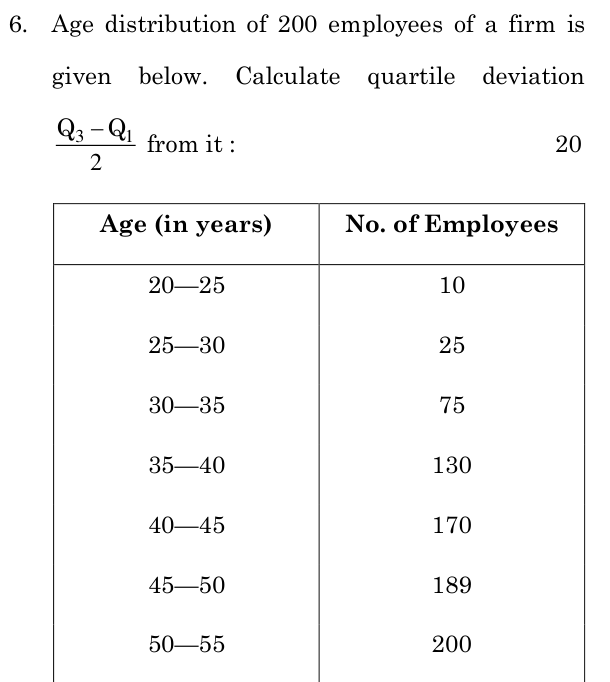 6. Age distribution of 200 employees of a firm is
given below. Calculate quartile deviation
(Q₃ – Q₁)/2 from it : 20
Age (in years) No. of Employees
20—25 10
25—30 25
30—35 75
35—40 130
40—45 170
45—50 189
50—55 200